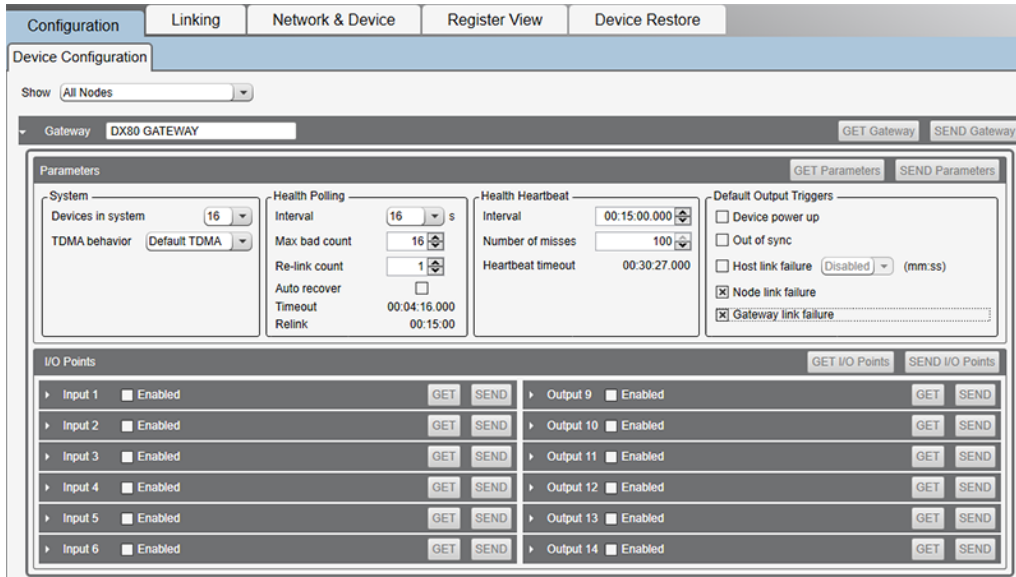 Configuration
Linking
Network & Device
Register View
Device Restore
Device Configuration
Show All Nodes
Gateway DX80 GATEWAY GET Gateway SEND Gateway
Parameters GET Parameters SEND Parameters
System
Devices in system 16
TDMA behavior Default TDMA
Health Polling
Interval 16 s
Max bad count 16
Re-link count 1
Auto recover
Timeout 00:04:16.000
Relink 00:15:00
Health Heartbeat
Interval 00:15:00.000
Number of misses 100
Heartbeat timeout 00:30:27.000
Default Output Triggers
Device power up
Out of sync
Host link failure Disabled (mm:ss)
Node link failure
Gateway link failure
I/O Points GET I/O Points SEND I/O Points
Input 1 Enabled GET SEND
Output 9 Enabled GET SEND
Input 2 Enabled GET SEND
Output 10 Enabled GET SEND
Input 3 Enabled GET SEND
Output 11 Enabled GET SEND
Input 4 Enabled GET SEND
Output 12 Enabled GET SEND
Input 5 Enabled GET SEND
Output 13 Enabled GET SEND
Input 6 Enabled GET SEND
Output 14 Enabled GET SEND